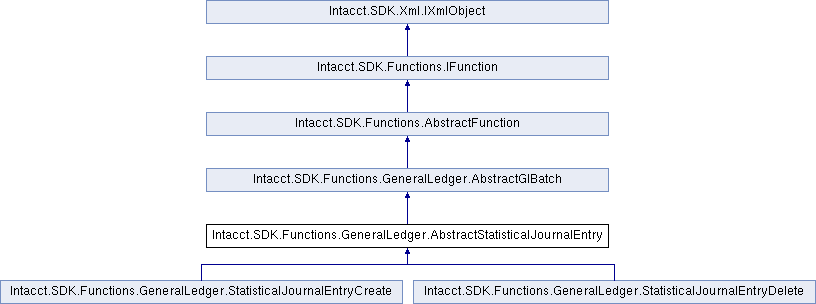 Intacct.SDK.Xml.IXmlObject
Intacct.SDK.Functions.IFunction
Intacct.SDK.Functions.AbstractFunction
Intacct.SDK.Functions.GeneralLedger.AbstractGlBatch
Intacct.SDK.Functions.GeneralLedger.AbstractStatisticalJournalEntry
Intacct.SDK.Functions.GeneralLedger.StatisticalJournalEntryCreate
Intacct.SDK.Functions.GeneralLedger.StatisticalJournalEntryDelete